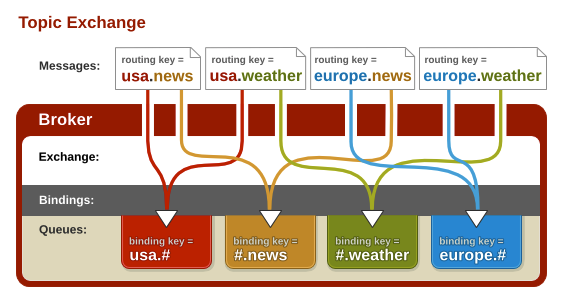 Topic Exchange
Messages:
routing key =
usa.news
routing key =
usa.weather
routing key =
europe.news
routing key =
europe.weather
Broker
Exchange:
Bindings:
Queues:
binding key =
usa.#
binding key =
#.news
binding key =
#.weather
binding key =
europe.#